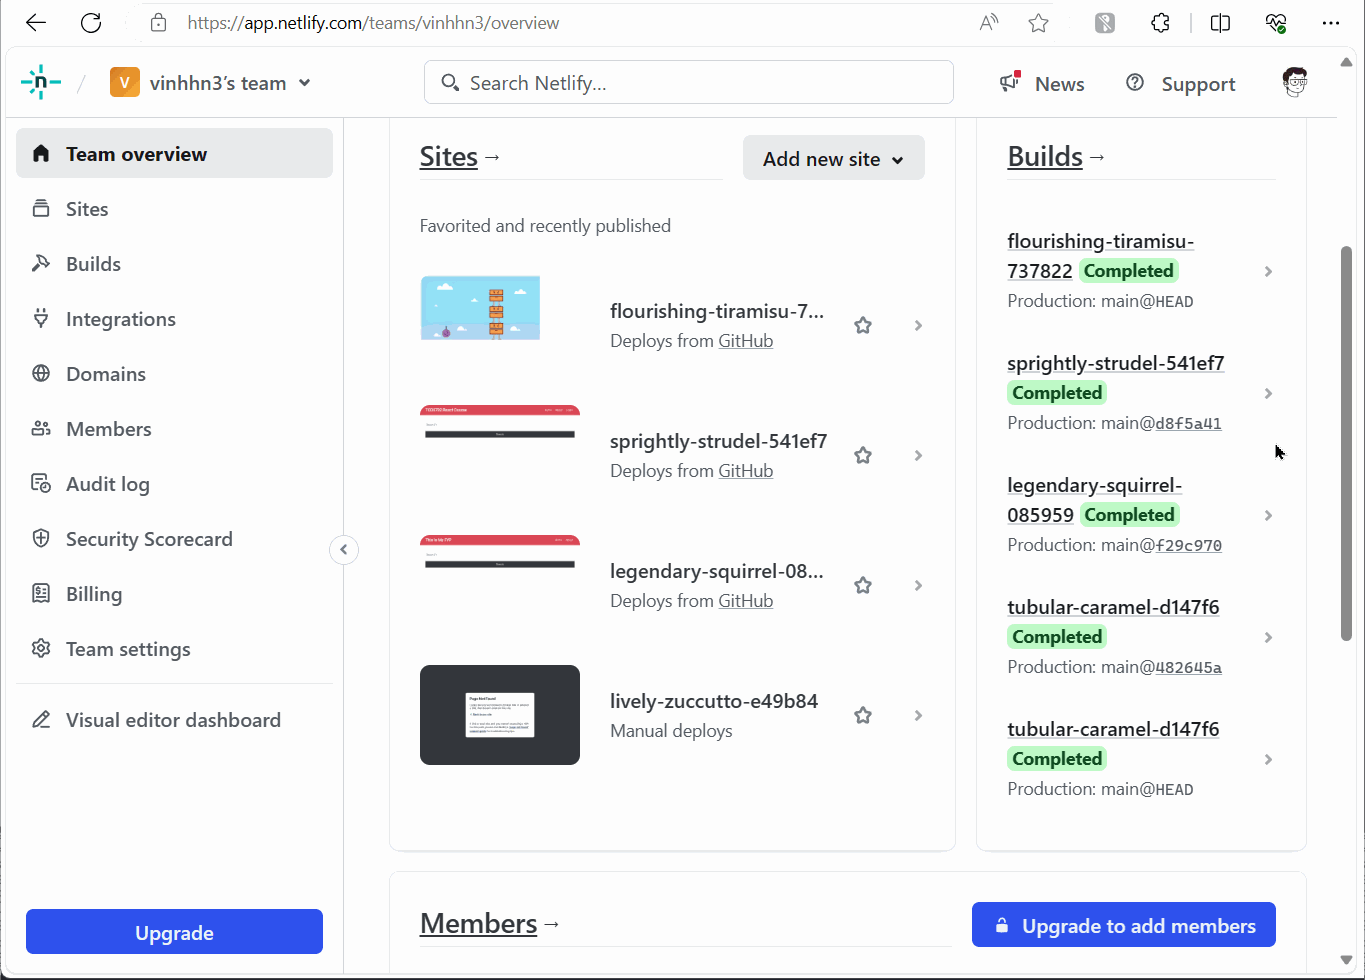 https://app.netlify.com/teams/vinhhn3/overview
n
V
vinhhn3's team
Search Netlify...
News
Support
Team overview
Sites
Builds
Integrations
Domains
Members
Audit log
Security Scorecard
Billing
Team settings
Visual editor dashboard
Upgrade
Sites →
Add new site
Favorited and recently published
flourishing-tiramisu-7...
Deploys from GitHub
sprightly-strudel-541ef7
Deploys from GitHub
legendary-squirrel-08...
Deploys from GitHub
Page Not Found
lively-zuccutto-e49b84
Manual deploys
Builds →
flourishing-tiramisu-
737822 Completed
Production: main@HEAD
sprightly-strudel-541ef7
Completed
Production: main@d8f5a41
legendary-squirrel-
085959 Completed
Production: main@f29c970
tubular-caramel-d147f6
Completed
Production: main@482645a
tubular-caramel-d147f6
Completed
Production: main@HEAD
Members →
Upgrade to add members